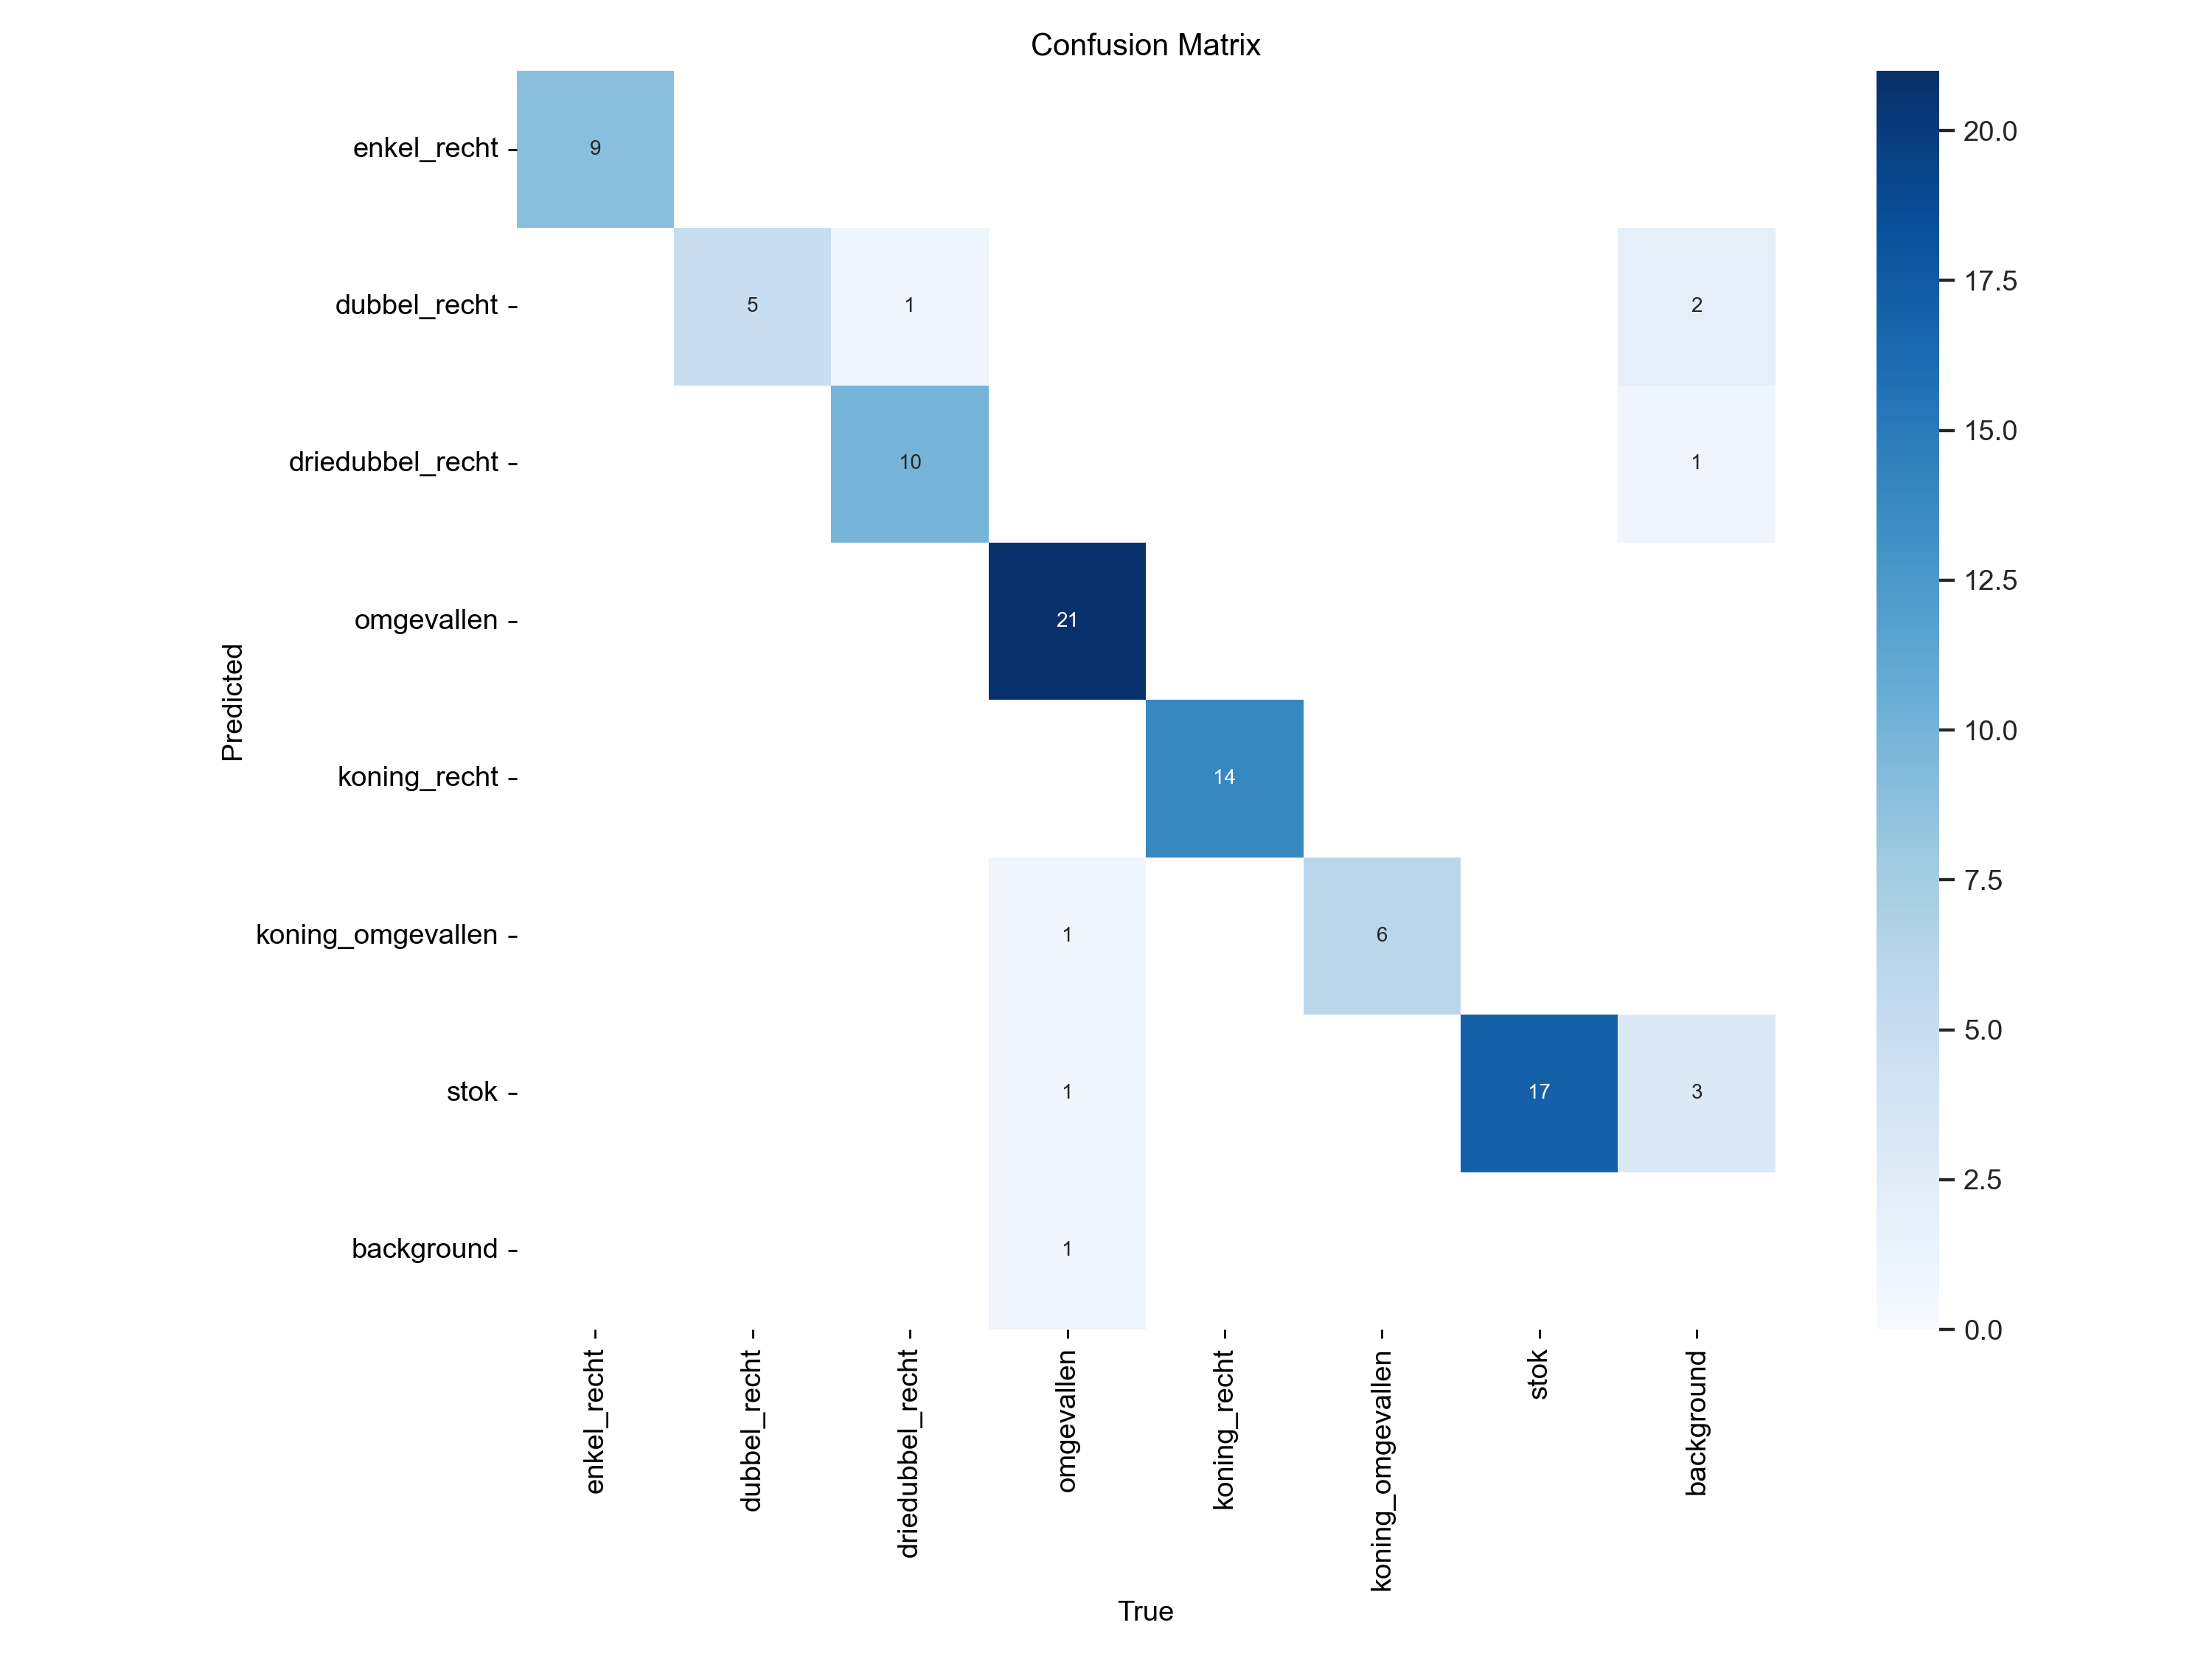 Confusion Matrix
enkel_recht
9
dubbel_recht
5 1 2
driedubbel_recht
10 1
omgevallen
21
koning_recht
14
koning_omgevallen
1 6
stok
1 17 3
background
1
Predicted
enkel_recht
dubbel_recht
driedubbel_recht
omgevallen
koning_recht
koning_omgevallen
stok
background
True
20.0
17.5
15.0
12.5
10.0
7.5
5.0
2.5
0.0